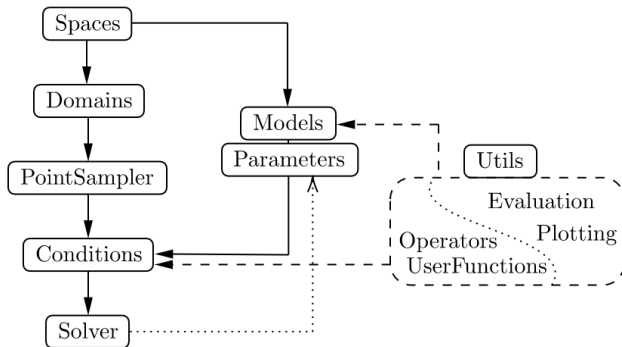 Spaces
Domains
Models
Parameters
PointSampler
Utils
Evaluation
Plotting
Operators
UserFunctions
Conditions
Solver